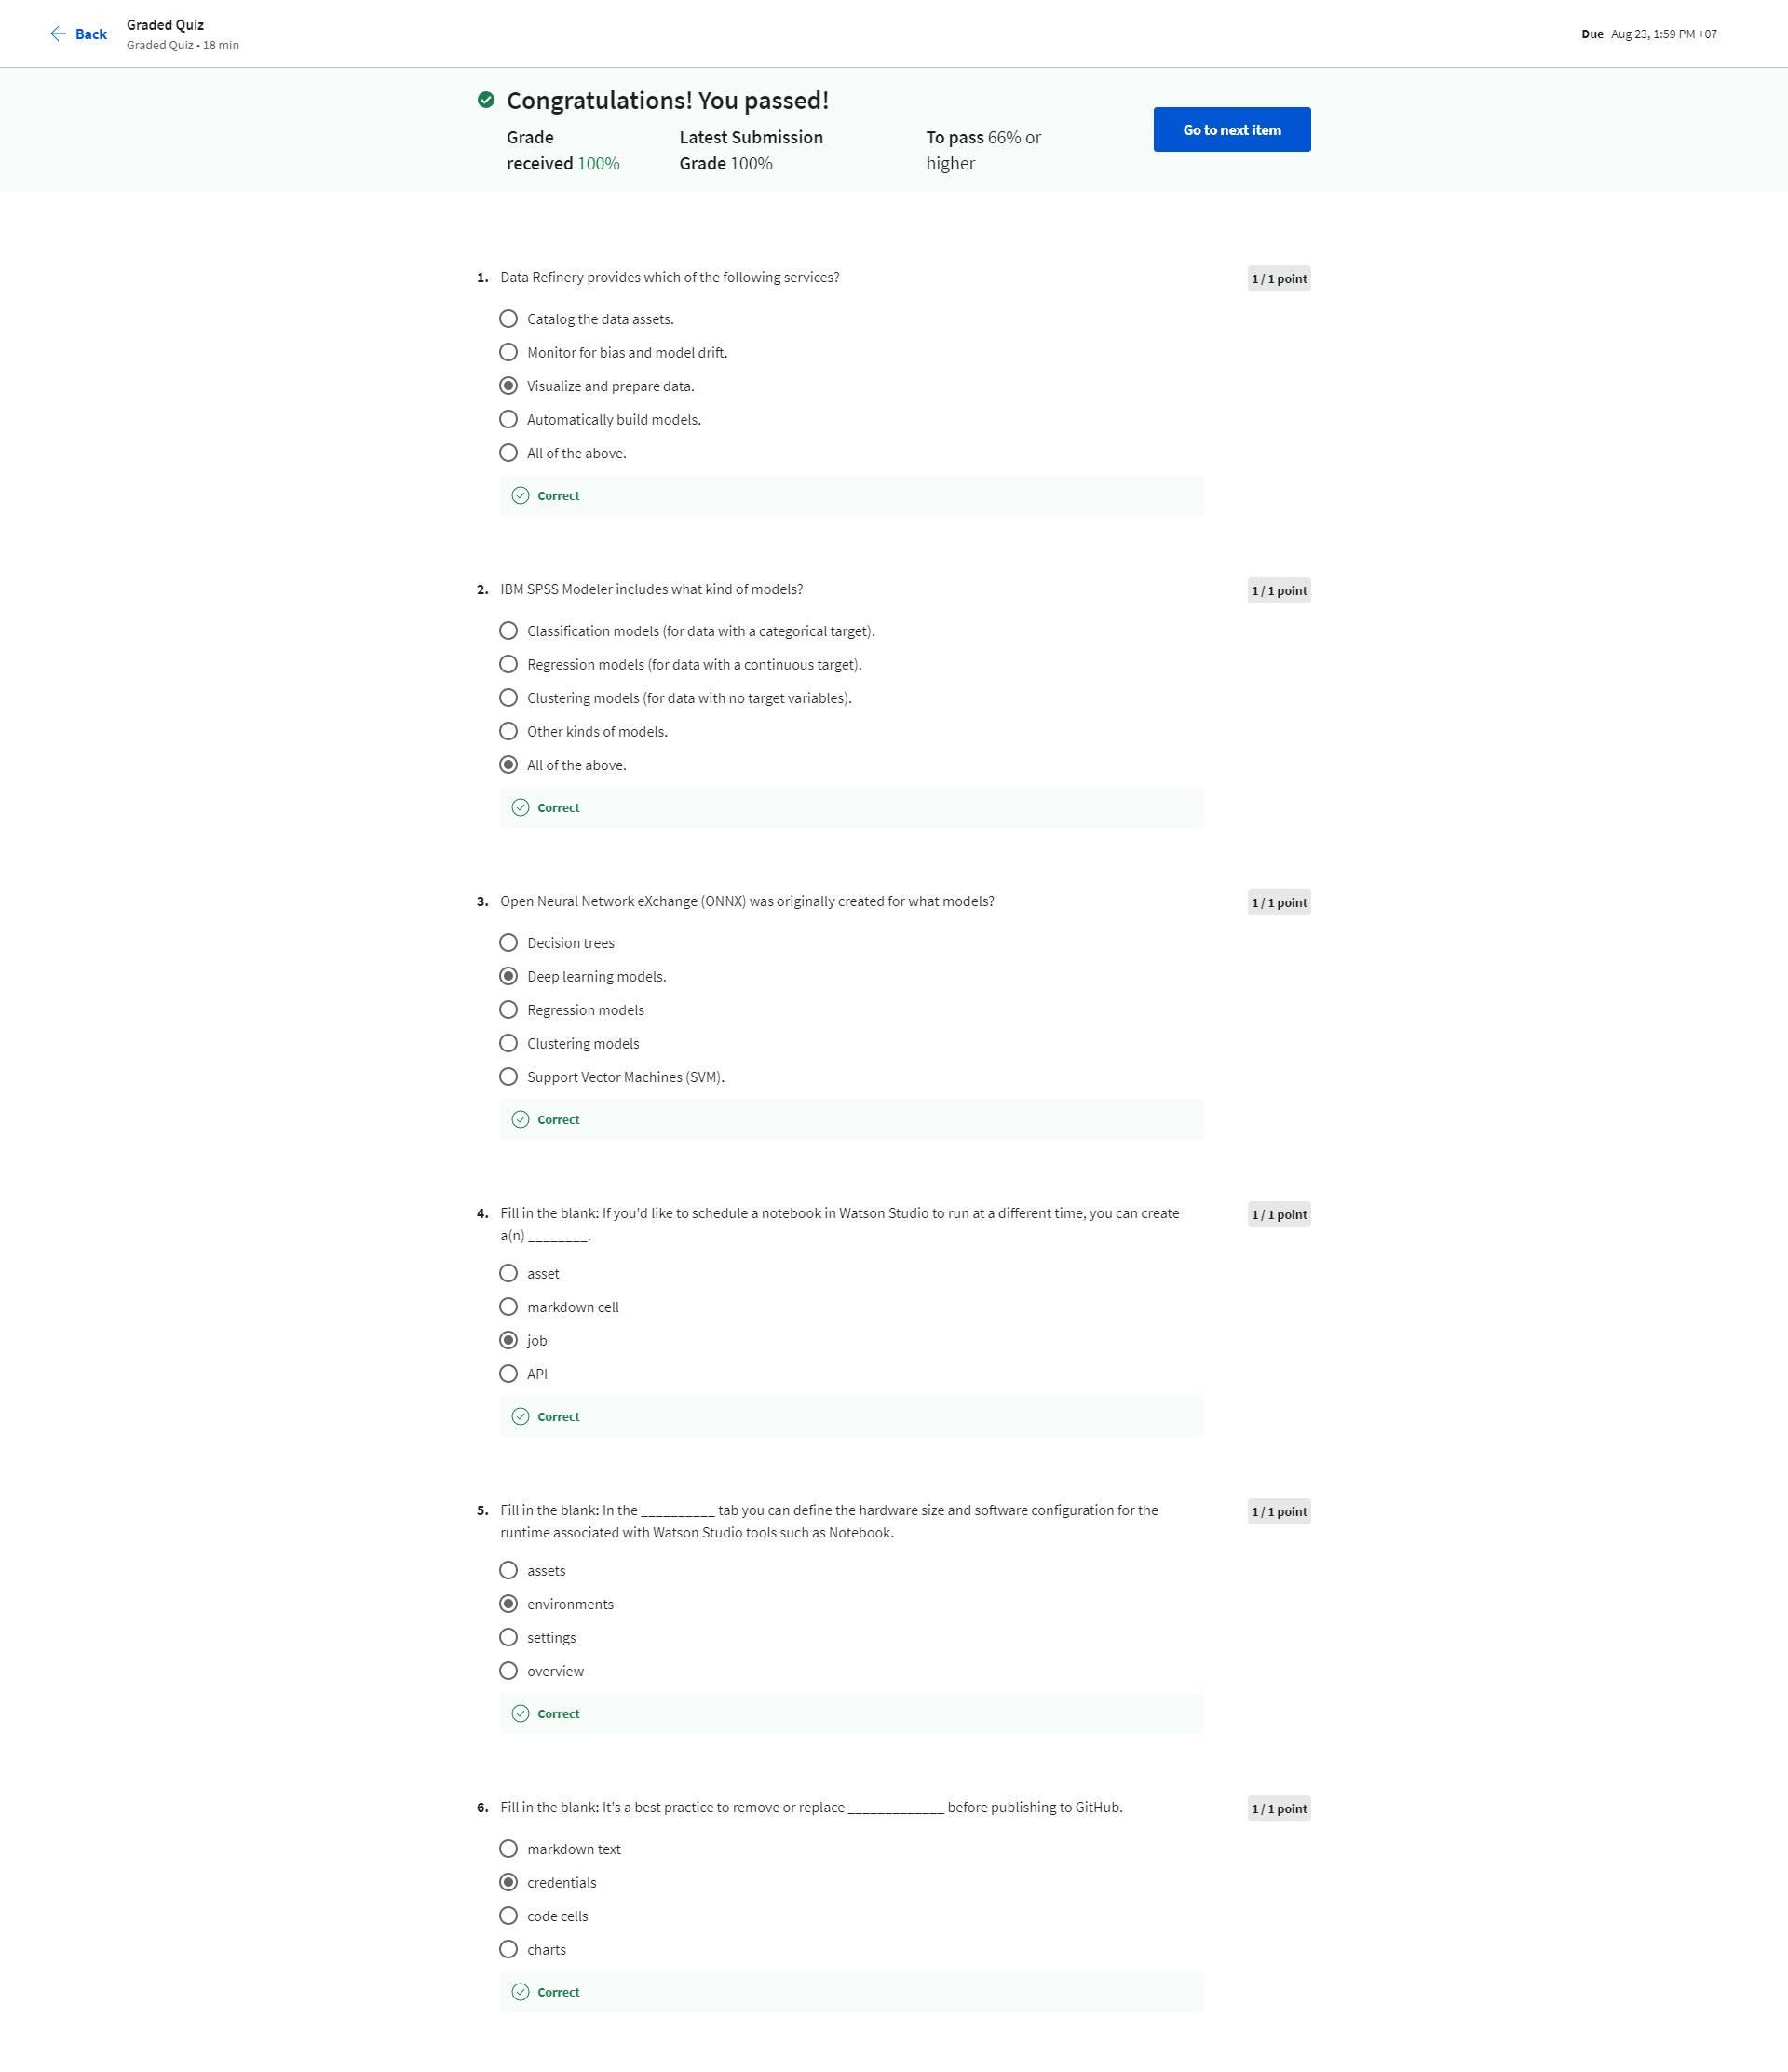 Back
Graded Quiz
Graded Quiz • 18 min
Due Aug 23, 1:59 PM +07
Congratulations! You passed!
Grade received 100%
Latest Submission Grade 100%
To pass 66% or higher
Go to next item
1. Data Refinery provides which of the following services?
1 / 1 point
Catalog the data assets.
Monitor for bias and model drift.
Visualize and prepare data.
Automatically build models.
All of the above.
Correct
2. IBM SPSS Modeler includes what kind of models?
1 / 1 point
Classification models (for data with a categorical target).
Regression models (for data with a continuous target).
Clustering models (for data with no target variables).
Other kinds of models.
All of the above.
Correct
3. Open Neural Network eXchange (ONNX) was originally created for what models?
1 / 1 point
Decision trees
Deep learning models.
Regression models
Clustering models
Support Vector Machines (SVM).
Correct
4. Fill in the blank: If you'd like to schedule a notebook in Watson Studio to run at a different time, you can create
a(n) ________.
1 / 1 point
asset
markdown cell
job
API
Correct
5. Fill in the blank: In the __________ tab you can define the hardware size and software configuration for the
runtime associated with Watson Studio tools such as Notebook.
1 / 1 point
assets
environments
settings
overview
Correct
6. Fill in the blank: It's a best practice to remove or replace _____________ before publishing to GitHub.
1 / 1 point
markdown text
credentials
code cells
charts
Correct